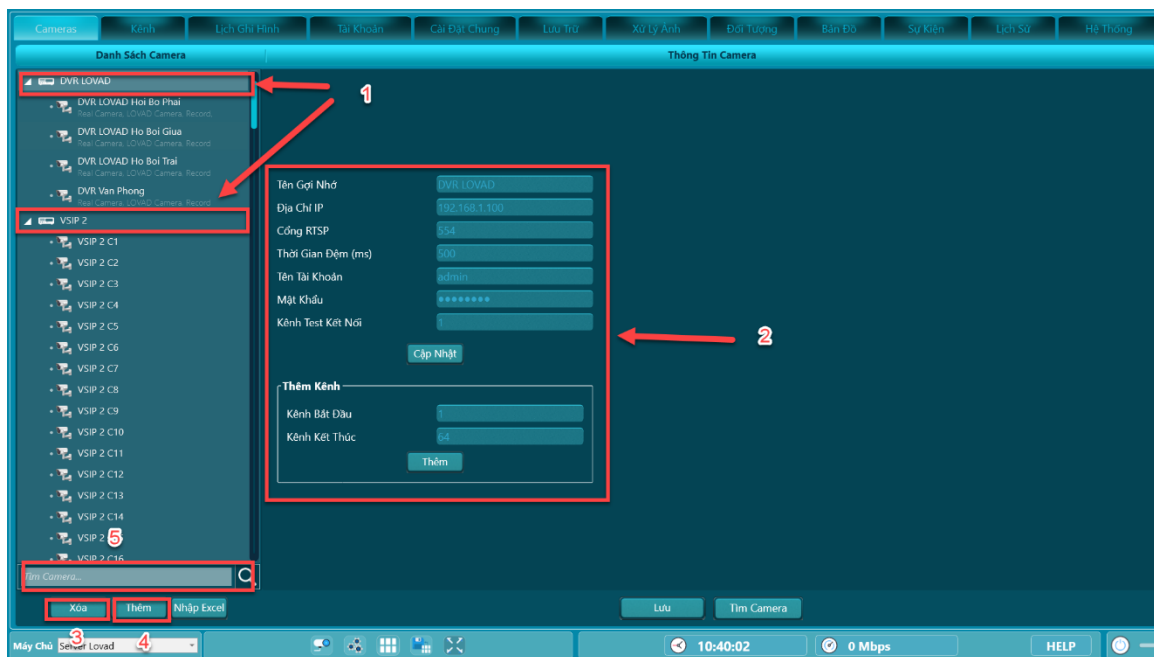 Cameras Kênh Lịch Ghi Hình Tài Khoản Cài Đặt Chung Lưu Trữ Xử Lý Ảnh Đối Tượng Bản Đồ Sự Kiện Lịch Sử Hệ Thống
Danh Sách Camera
Thông Tin Camera
DVR LOVAD
1
DVR LOVAD Hoi Bo Phai
Real Camera, LOVAD Camera, Record
DVR LOVAD Ho Boi Giua
Real Camera, LOVAD Camera, Record
DVR LOVAD Ho Boi Trai
Real Camera, LOVAD Camera, Record
DVR Van Phong
Real Camera, LOVAD Camera, Record
VSIP 2
VSIP 2 C1
VSIP 2 C2
VSIP 2 C3
VSIP 2 C4
VSIP 2 C5
VSIP 2 C6
VSIP 2 C7
VSIP 2 C8
VSIP 2 C9
VSIP 2 C10
VSIP 2 C11
VSIP 2 C12
VSIP 2 C13
VSIP 2 C14
VSIP 2
5
VSIP 2 C16
Tìm Camera...
Xóa Thêm Nhập Excel
3 4
Tên Gợi Nhớ DVR LOVAD
Địa Chỉ IP 192.168.1.100
Cổng RTSP 554
Thời Gian Đệm (ms) 500
Tên Tài Khoản admin
Mật Khẩu ●●●●●●●●
Kênh Test Kết Nối 1
2
Cập Nhật
Thêm Kênh
Kênh Bắt Đầu 1
Kênh Kết Thúc 64
Thêm
Lưu Tìm Camera
Máy Chủ Server Lovad 10:40:02 0 Mbps HELP